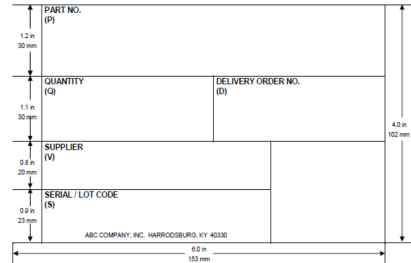 PART NO.
(P)
1.2 in
30 mm
QUANTITY
(Q)
DELIVERY ORDER NO.
(D)
1.1 in
30 mm
4.0 in
102 mm
SUPPLIER
(V)
0.8 in
20 mm
SERIAL / LOT CODE
(S)
0.9 in
23 mm
ABC COMPANY, INC. HARRODSBURG, KY 40330
6.0 in
153 mm